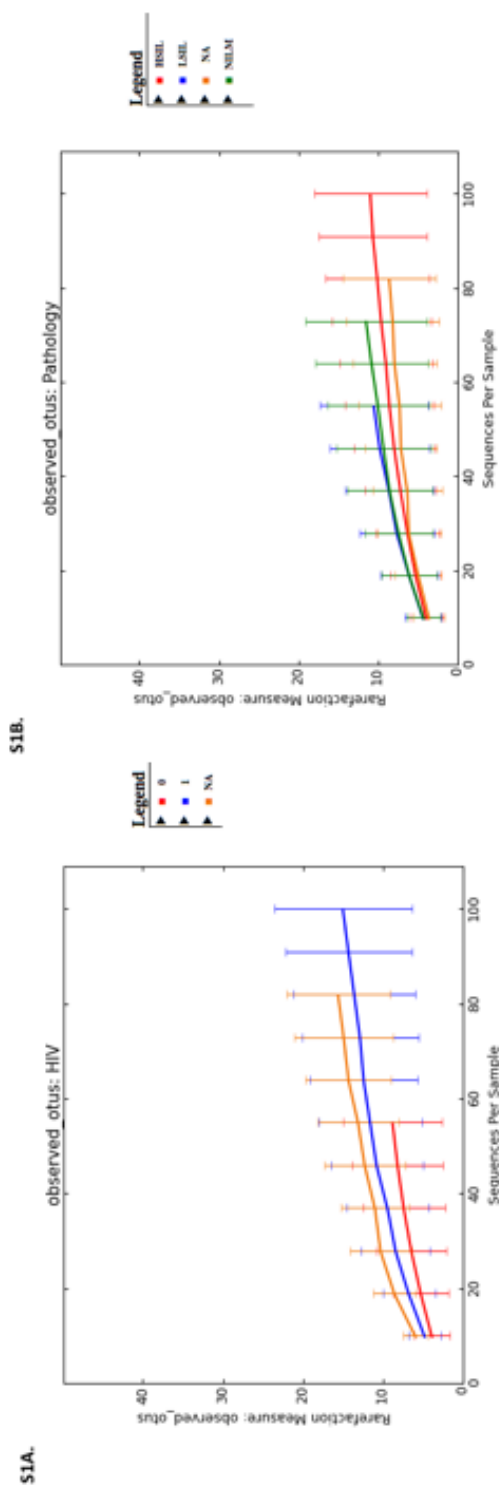 S1A.
observed_otus: HIV
Rarefaction Measure: observed_otus
50
40
30
20
10
0
0 20 40 60 80 100
Sequences Per Sample
Legend
0
1
NA
S1B.
observed_otus: Pathology
Rarefaction Measure: observed_otus
40
30
20
10
0
0 20 40 60 80 100
Sequences Per Sample
Legend
HSIL
LSIL
NA
NILM